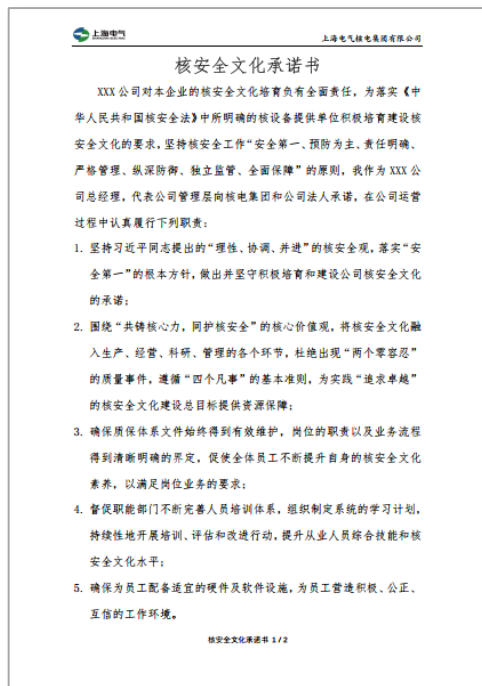 上海电气
上海电气核电集团有限公司
核安全文化承诺书
XXX 公司对本企业的核安全文化培育负有全面责任，为落实《中
华人民共和国核安全法》中所明确的核设备提供单位积极培育建设核
安全文化的要求，坚持核安全工作“安全第一、预防为主、责任明确、
严格管理、纵深防御、独立监管、全面保障”的原则，我作为 XXX 公
司总经理，代表公司管理层向核电集团和公司法人承诺，在公司运营
过程中认真履行下列职责：
1. 坚持习近平同志提出的“理性、协调、并进”的核安全观，落实“安
全第一”的根本方针，做出并坚守积极培育和建设公司核安全文化
的承诺；
2. 围绕“共铸核心力，同护核安全”的核心价值观，将核安全文化融
入生产、经营、科研、管理的各个环节，杜绝出现“两个零容忍”
的质量事件，遵循“四个凡事”的基本准则，为实践“追求卓越”
的核安全文化建设总目标提供资源保障；
3. 确保质保体系文件始终得到有效维护，岗位的职责以及业务流程
得到清晰明确的界定，促使全体员工不断提升自身的核安全文化
素养，以满足岗位业务的要求；
4. 督促职能部门不断完善人员培训体系，组织制定系统的学习计划，
持续性地开展培训、评估和改进行动，提升从业人员综合技能和核
安全文化水平；
5. 确保为员工配备适宜的硬件及软件设施，为员工营造积极、公正、
互信的工作环境。
核安全文化承诺书 1 / 2